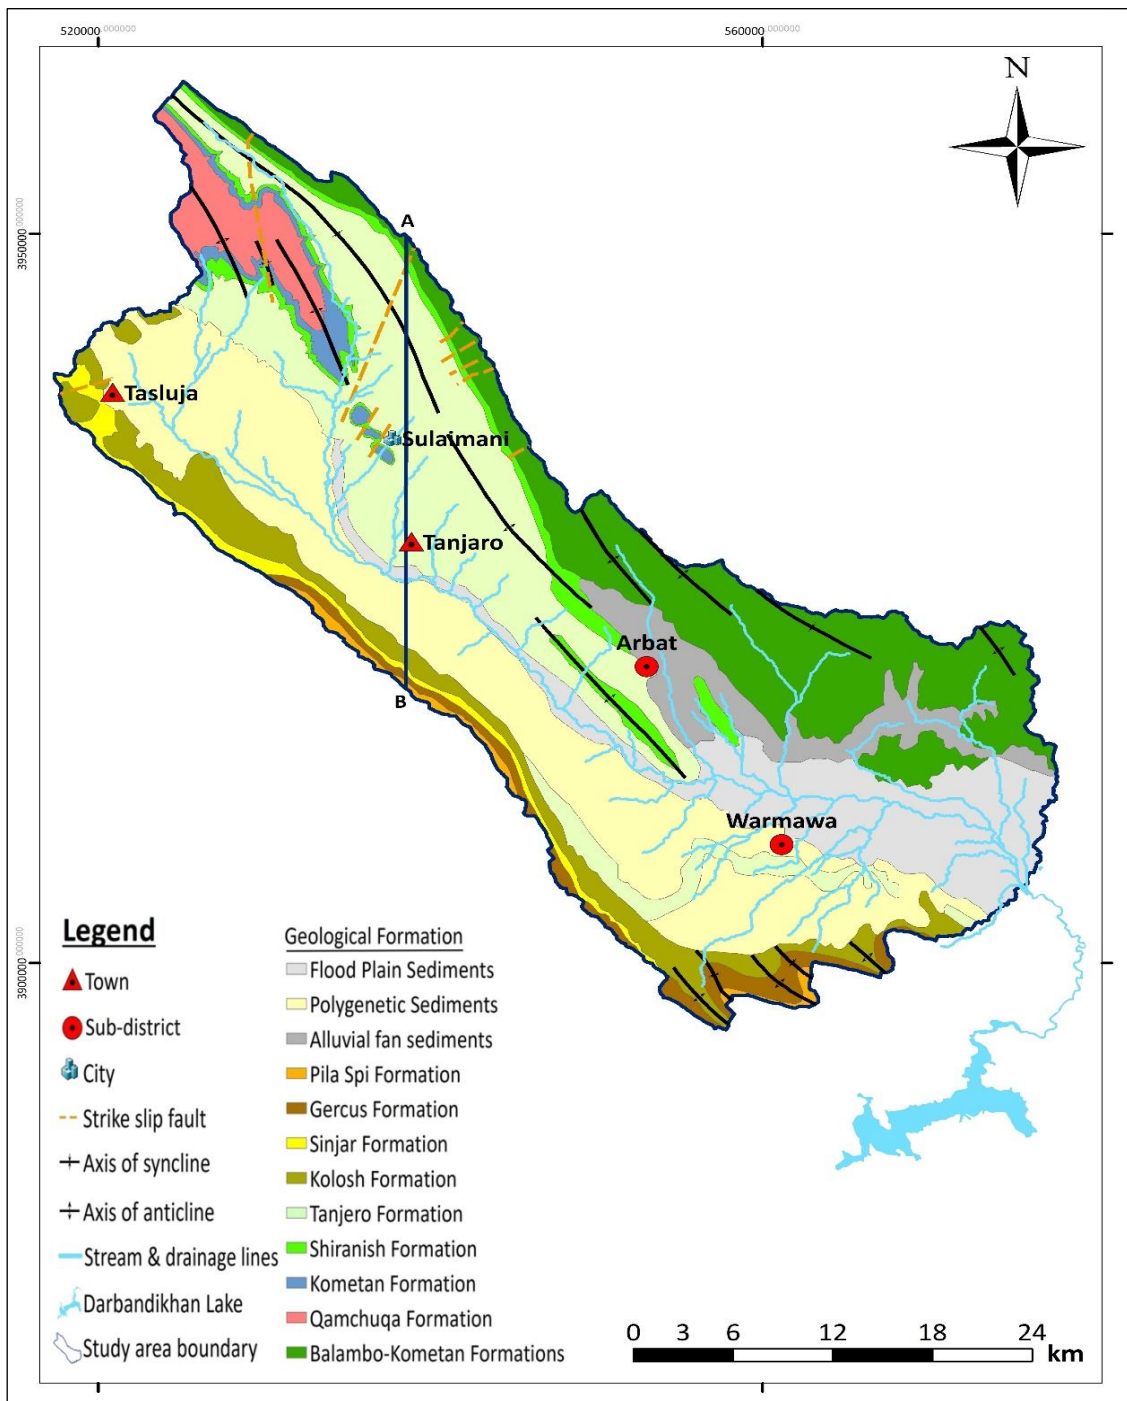 520000.000000
560000.000000
N
3950000.000000
A
Tasluja
Sulaimani
Tanjaro
Arbat
B
Warmawa
3900000.000000
Legend
Town
Sub-district
City
Strike slip fault
Axis of syncline
Axis of anticline
Stream & drainage lines
Darbandikhan Lake
Study area boundary
Geological Formation
Flood Plain Sediments
Polygenetic Sediments
Alluvial fan sediments
Pila Spi Formation
Gercus Formation
Sinjar Formation
Kolosh Formation
Tanjero Formation
Shiranish Formation
Kometan Formation
Qamchuqa Formation
Balambo-Kometan Formations
0 3 6 12 18 24
km